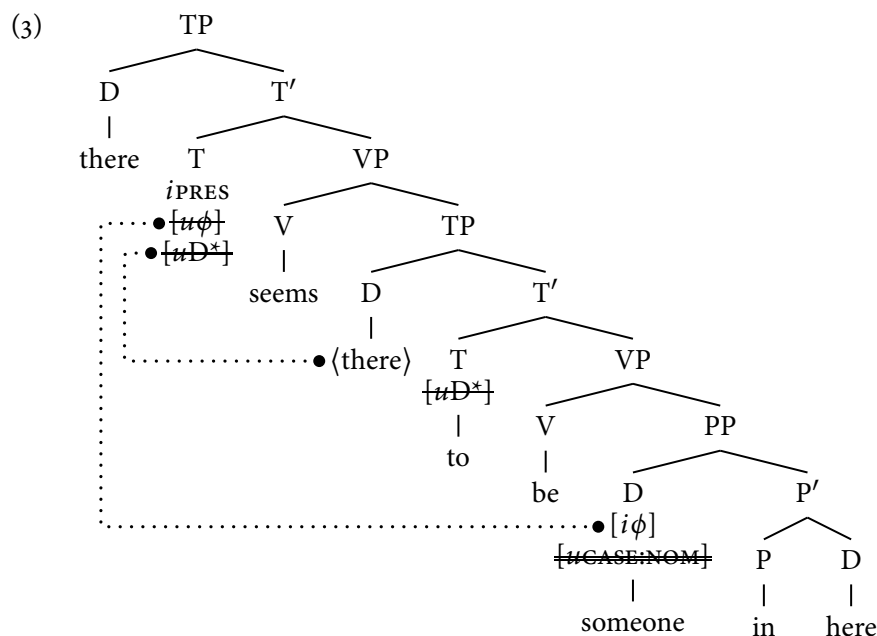 (3) TP
D T′
there T VP
iPRES
[uϕ] V TP
[uD*]
seems D T′
⟨there⟩ T VP
[uD*]
V PP
to
be D P′
[iϕ]
[uCASE:NOM] P D
someone in here